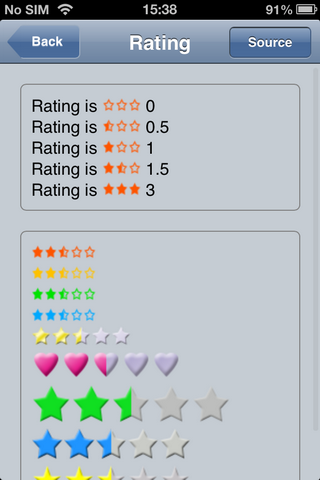 No SIM 15:38 91%
Back Rating Source
Rating is 0
Rating is 0.5
Rating is 1
Rating is 1.5
Rating is 3